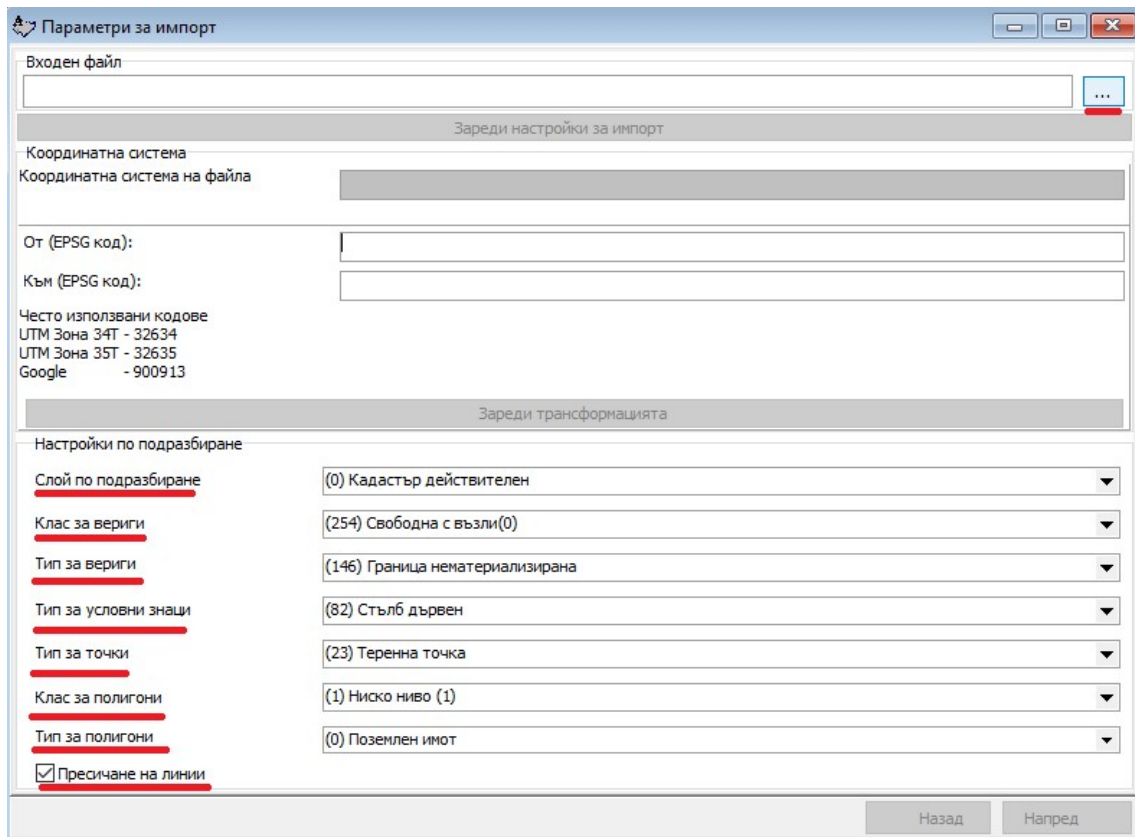 Параметри за импорт
Входен файл
...
Зареди настройки за импорт
Координатна система
Координатна система на файла
От (EPSG код):
Към (EPSG код):
Често използвани кодове
UTM Зона 34T - 32634
UTM Зона 35T - 32635
Google - 900913
Зареди трансформацията
Настройки по подразбиране
Слой по подразбиране (0) Кадастър действителен
Клас за вериги (254) Свободна с възли(0)
Тип за вериги (146) Граница нематериализирана
Тип за условни знаци (82) Стълб дървен
Тип за точки (23) Теренна точка
Клас за полигони (1) Ниско ниво (1)
Тип за полигони (0) Поземлен имот
Пресичане на линии
Назад Напред